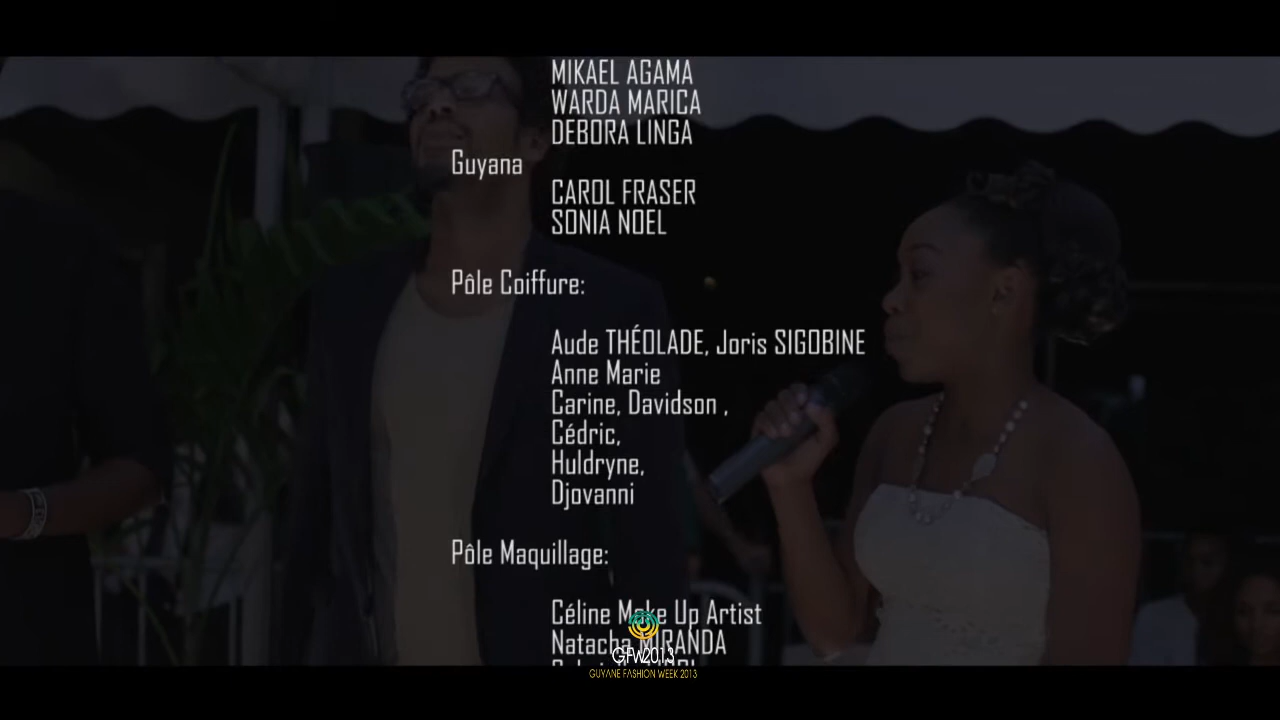 MIKAEL AGAMA
WARDA MARICA
DEBORA LINGA
Guyana
CAROL FRASER
SONIA NOEL
Pôle Coiffure:
Aude THÉOLADE, Joris SIGOBINE
Anne Marie
Carine, Davidson ,
Cédric,
Huldryne,
Djovanni
Pôle Maquillage:
Céline Make Up Artist
Natacha MIRANDA
GFW2013
GUYANE FASHION WEEK 2013